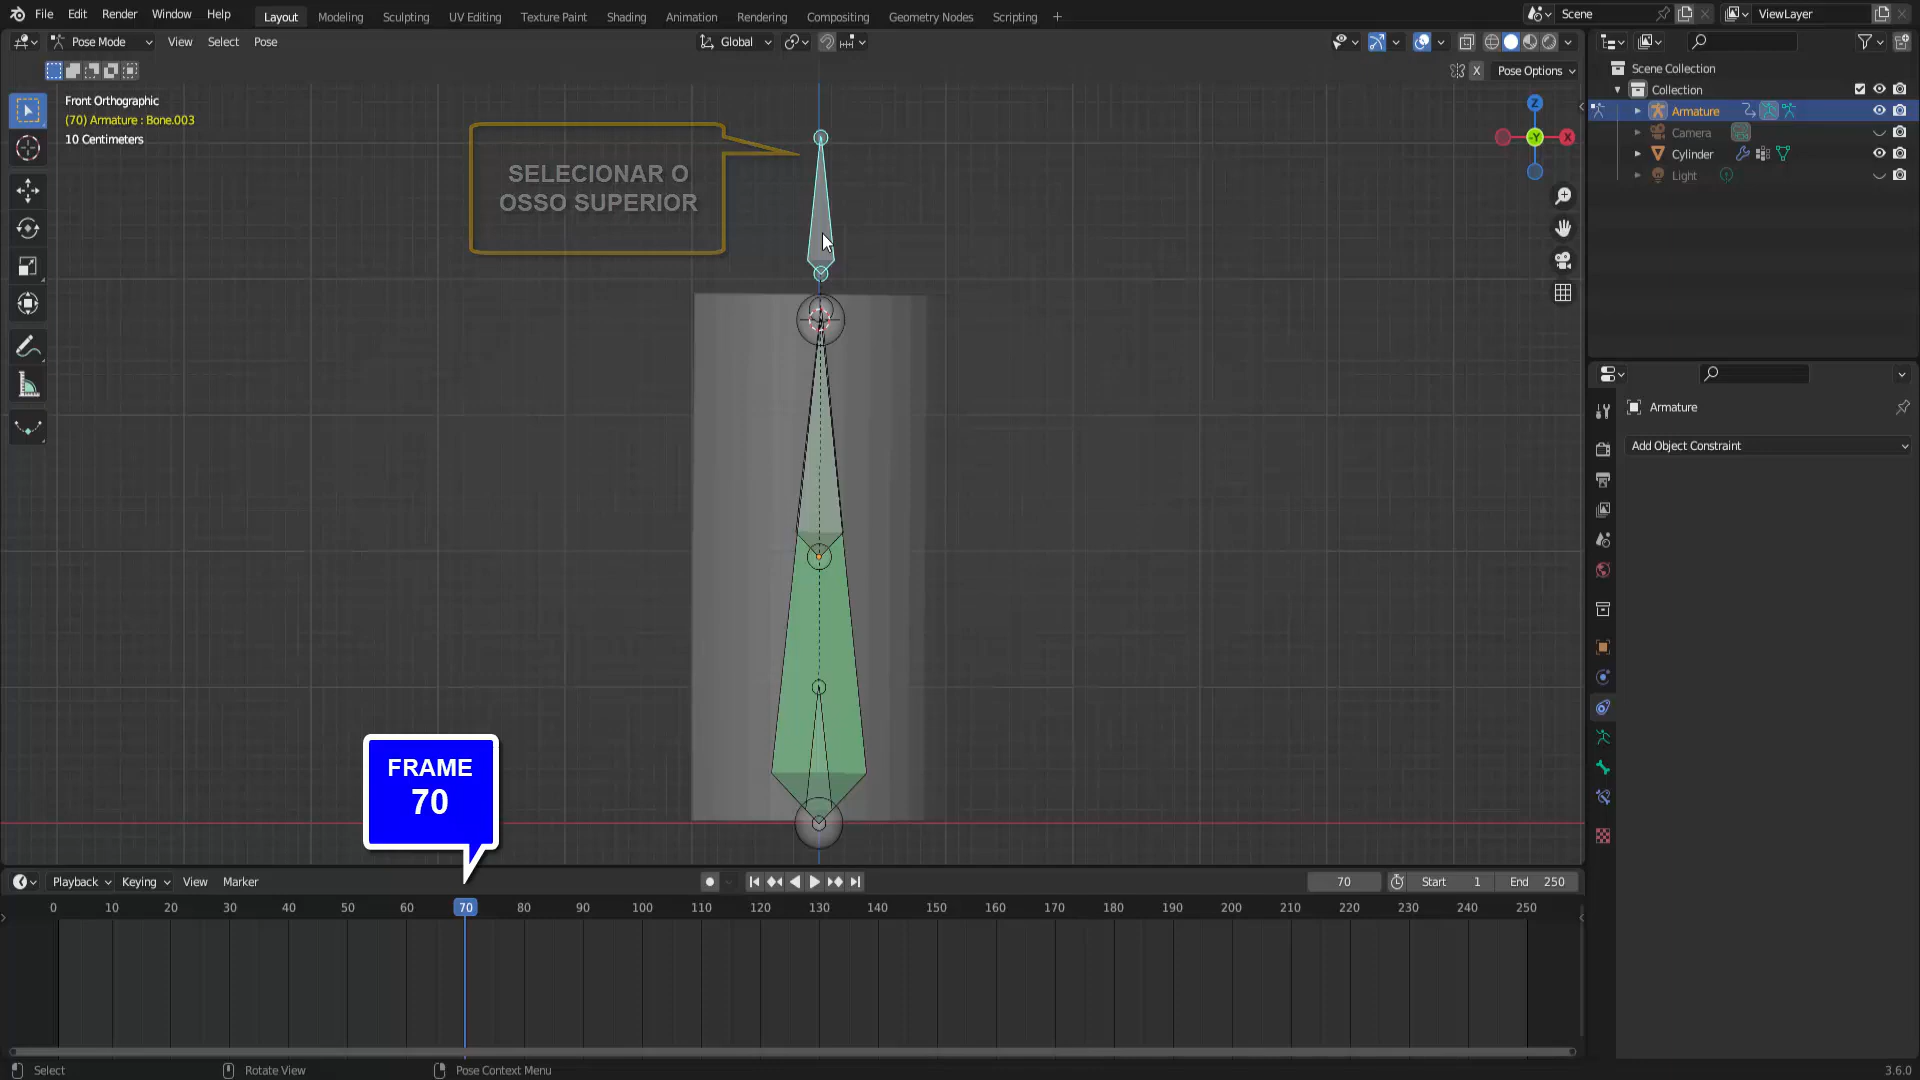 File Edit Render Window Help Layout Modeling Sculpting UV Editing Texture Paint Shading Animation Rendering Compositing Geometry Nodes Scripting + Scene ViewLayer
Pose Mode View Select Pose Global
X Pose Options
Front Orthographic
(70) Armature : Bone.003
10 Centimeters
SELECIONAR O
OSSO SUPERIOR
Z
-Y
X
Scene Collection
Collection
Armature
Camera
Cylinder
Light
Armature
Add Object Constraint
FRAME
70
Playback Keying View Marker 70 Start 1 End 250
0 10 20 30 40 50 60 70 80 90 100 110 120 130 140 150 160 170 180 190 200 210 220 230 240 250
Select Rotate View Pose Context Menu 3.6.0